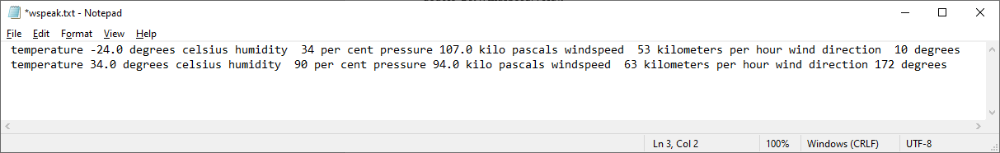 *wspeak.txt - Notepad
File Edit Format View Help
temperature -24.0 degrees celsius humidity  34 per cent pressure 107.0 kilo pascals windspeed  53 kilometers per hour wind direction  10 degrees
temperature 34.0 degrees celsius humidity  90 per cent pressure 94.0 kilo pascals windspeed  63 kilometers per hour wind direction 172 degrees
Ln 3, Col 2 100% Windows (CRLF) UTF-8